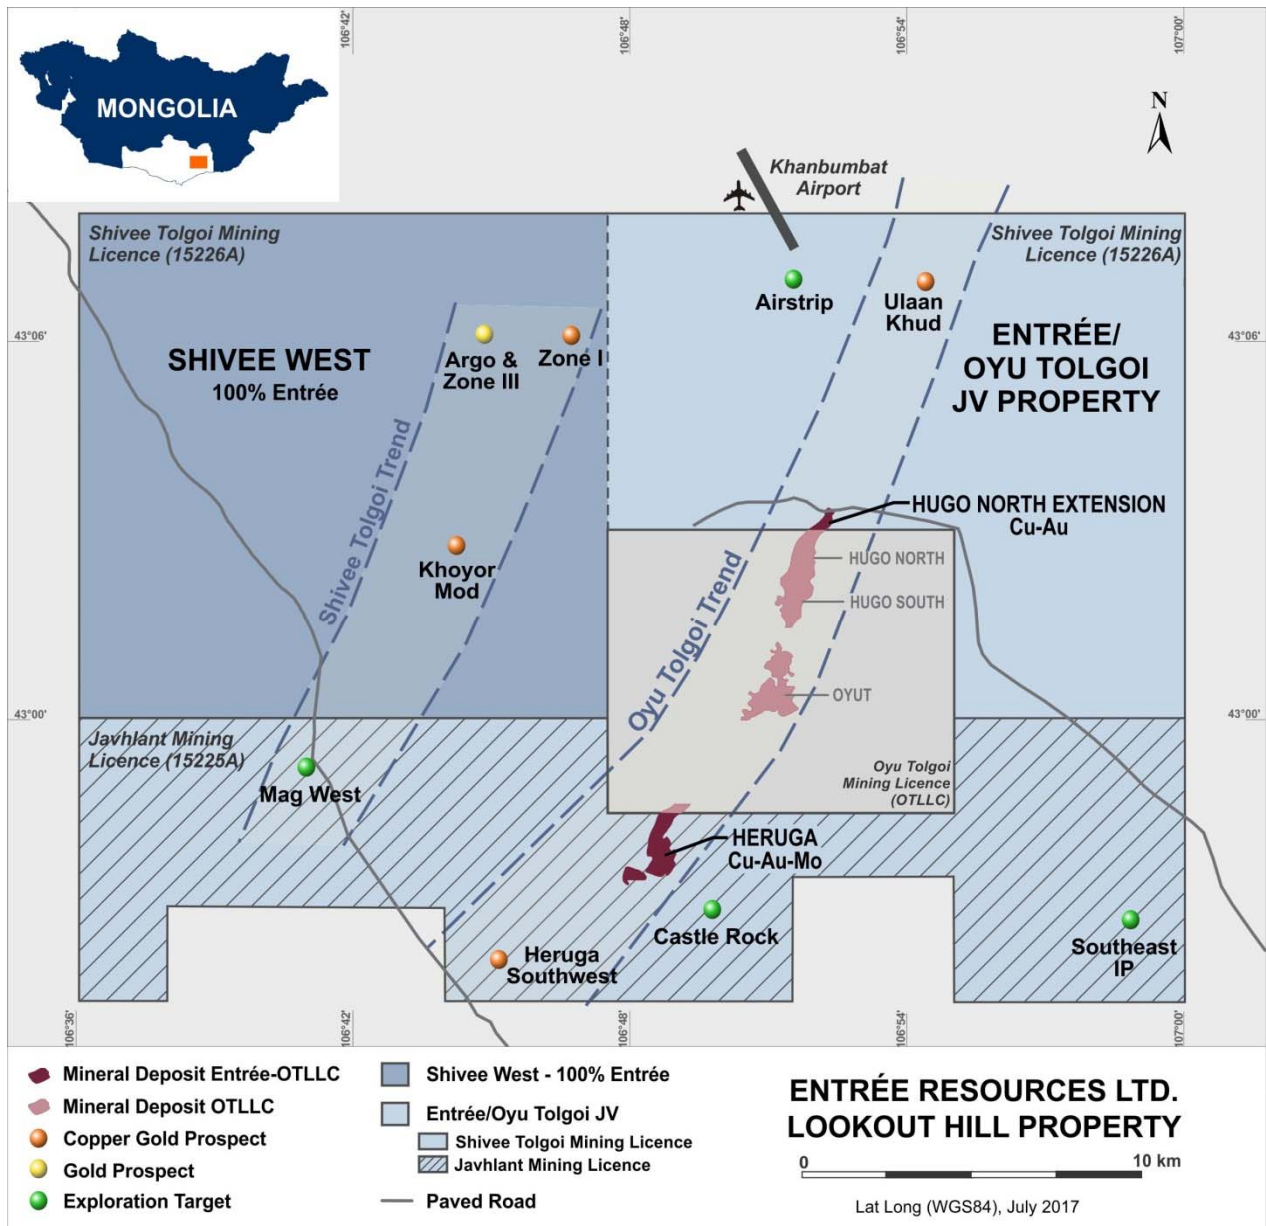 106°42'
106°48'
106°54'
107°00'
MONGOLIA
N
Khanbumbat
Airport
Shivee Tolgoi Mining
Licence (15226A)
Shivee Tolgoi Mining
Licence (15226A)
Airstrip
Ulaan
Khud
43°06'
43°06'
SHIVEE WEST
100% Entrée
Argo &
Zone III
Zone I
ENTRÉE/
OYU TOLGOI
JV PROPERTY
Shivee Tolgoi Trend
HUGO NORTH EXTENSION
Cu-Au
Khoyor
Mod
HUGO NORTH
HUGO SOUTH
Oyu Tolgoi Trend
OYUT
43°00'
43°00'
Javhlant Mining
Licence (15225A)
Mag West
Oyu Tolgoi
Mining Licence
(OTLLC)
HERUGA
Cu-Au-Mo
Castle Rock
Heruga
Southwest
Southeast
IP
106°36'
106°42'
106°48'
106°54'
107°00'
Mineral Deposit Entrée-OTLLC
Mineral Deposit OTLLC
Copper Gold Prospect
Gold Prospect
Exploration Target
Shivee West - 100% Entrée
Entrée/Oyu Tolgoi JV
Shivee Tolgoi Mining Licence
Javhlant Mining Licence
Paved Road
ENTRÉE RESOURCES LTD.
LOOKOUT HILL PROPERTY
0 10 km
Lat Long (WGS84), July 2017